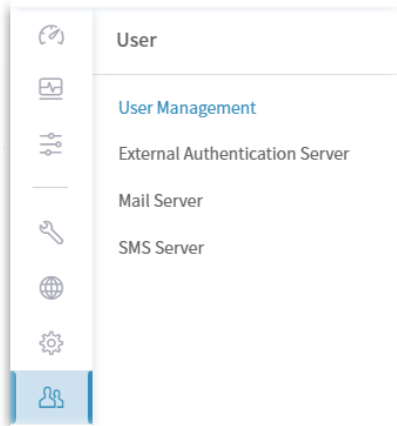 User
User Management
External Authentication Server
Mail Server
SMS Server